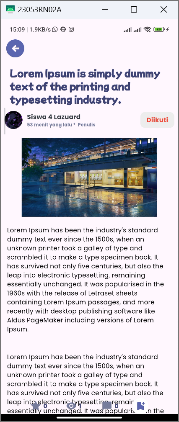 23053RN02A
15:09 | 1.9KB/s
Lorem Ipsum is simply dummy
text of the printing and
typesetting industry.
Siswa 4 Lazuard
53 menit yang lalu • Penulis
Diikuti
Lorem Ipsum has been the industry's standard
dummy text ever since the 1500s, when an
unknown printer took a galley of type and
scrambled it to make a type specimen book. It
has survived not only five centuries, but also the
leap into electronic typesetting, remaining
essentially unchanged. It was popularised in the
1960s with the release of Letraset sheets
containing Lorem Ipsum passages, and more
recently with desktop publishing software like
Aldus PageMaker including versions of Lorem
Ipsum
Lorem Ipsum has been the industry's standard
dummy text ever since the 1500s, when an
unknown printer took a galley of type and
scrambled it to make a type specimen book. It
has survived not only five centuries, but also the
leap into electronic typesetting, remaining
essentially unchanged. It was popularised in the